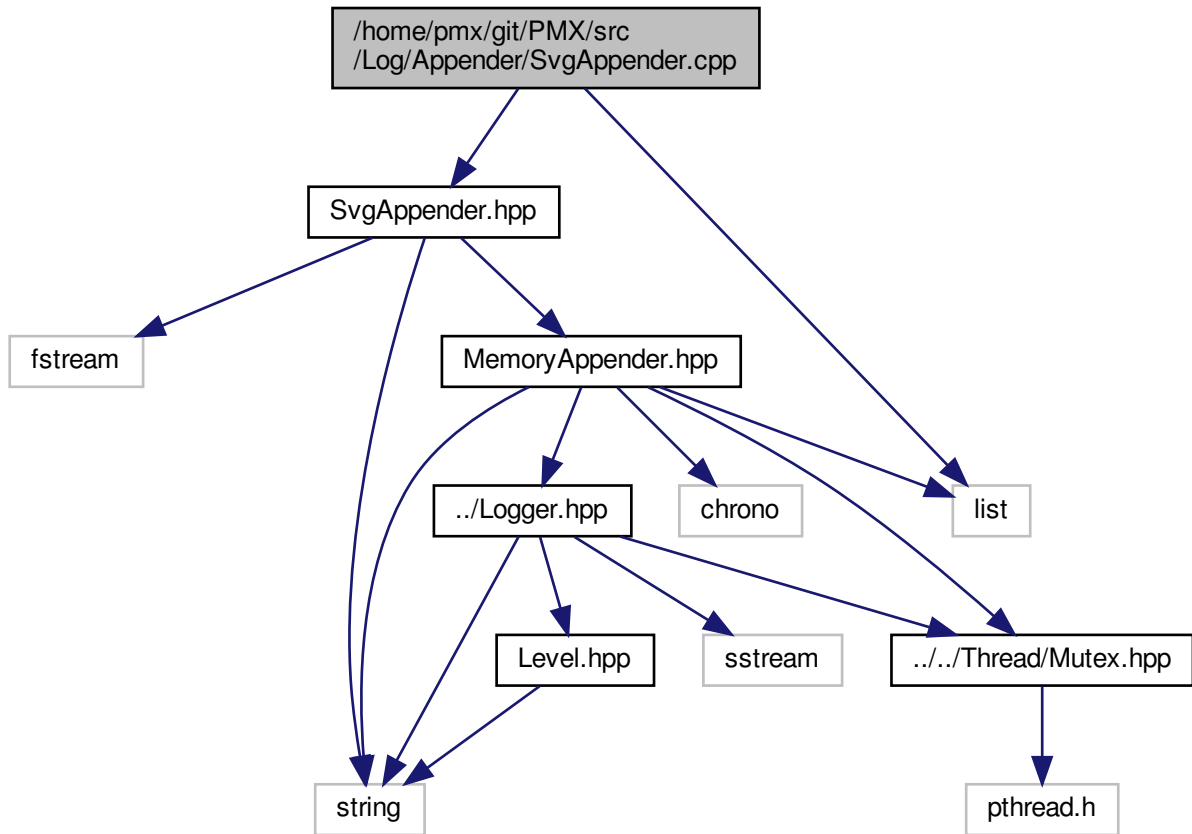 /home/pmx/git/PMX/src
/Log/Appender/SvgAppender.cpp
SvgAppender.hpp
fstream
MemoryAppender.hpp
../Logger.hpp
chrono
list
Level.hpp
sstream
../../Thread/Mutex.hpp
string
pthread.h